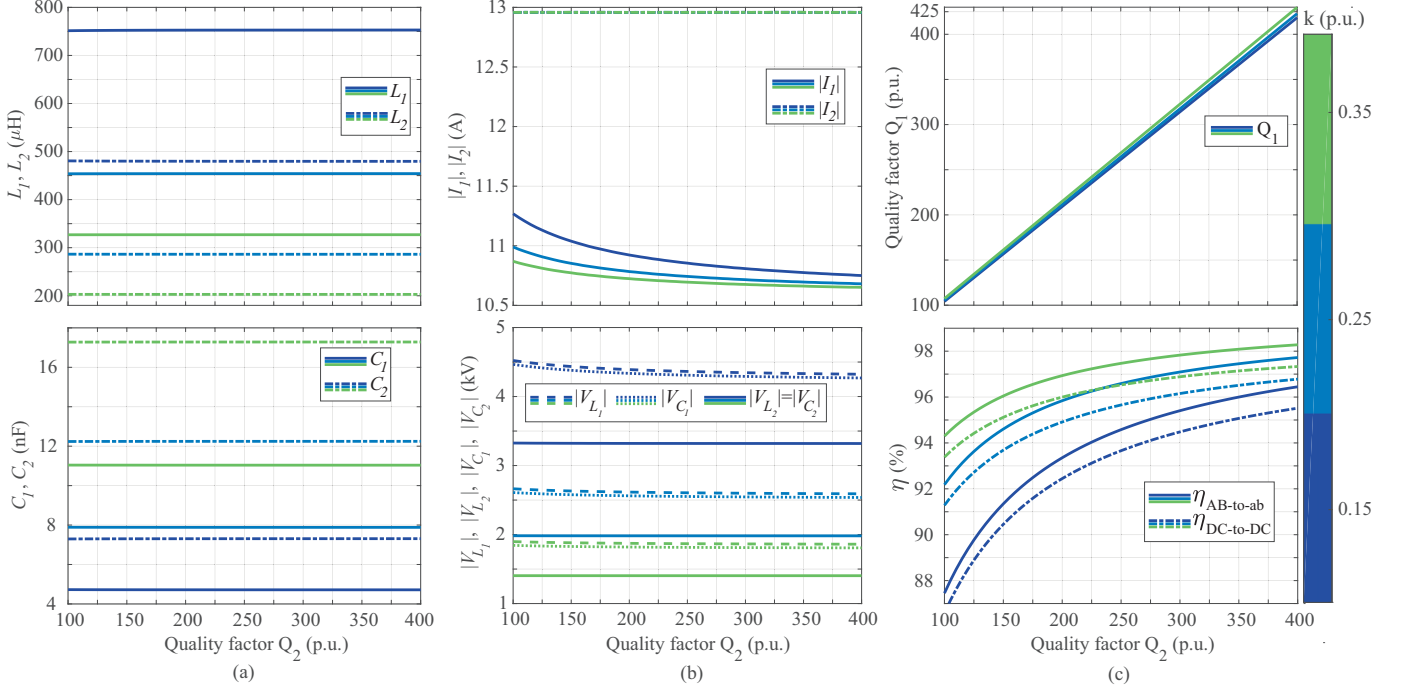 800
700
600
500
400
300
200
L1, L2 (μH)
L1
L2
13
12.5
12
11.5
11
10.5
|I1|, |I2| (A)
|I1|
|I2|
425
400
300
200
100
Quality factor Q1 (p.u.)
Q1
k (p.u.)
0.35
0.25
0.15
16
12
8
4
C1, C2 (nF)
C1
C2
100 150 200 250 300 350 400
Quality factor Q2 (p.u.)
(a)
5
4
3
2
1
|VL1|, |VL2|, |VC1|, |VC2| (kV)
|VL1| |VC1| |VL2|=|VC2|
100 150 200 250 300 350 400
Quality factor Q2 (p.u.)
(b)
98
96
94
92
90
88
η (%)
ηAB-to-ab
ηDC-to-DC
100 150 200 250 300 350 400
Quality factor Q2 (p.u.)
(c)